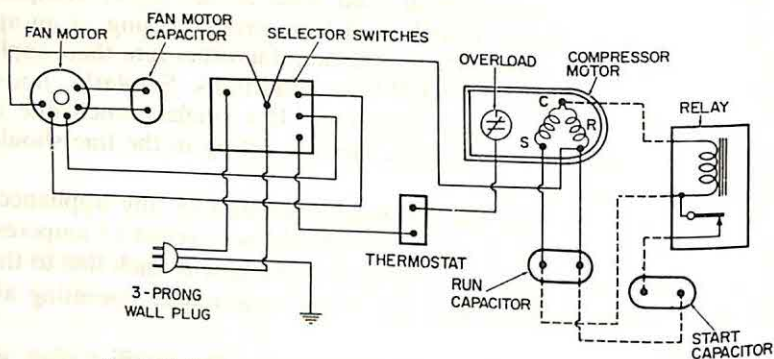 FAN MOTOR
FAN MOTOR
CAPACITOR
SELECTOR SWITCHES
OVERLOAD
COMPRESSOR
MOTOR
RELAY
C
S
R
3-PRONG
WALL PLUG
THERMOSTAT
RUN
CAPACITOR
START
CAPACITOR